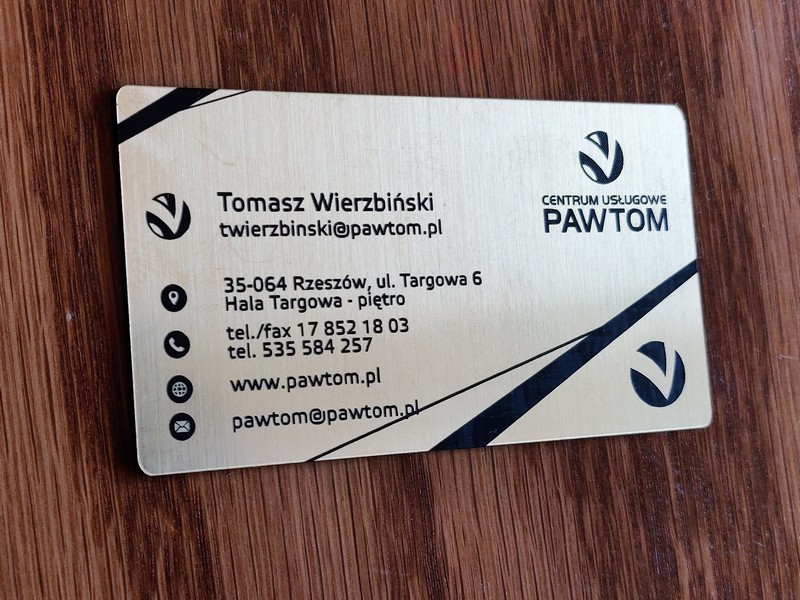 CENTRUM USŁUGOWE
PAWTOM
Tomasz Wierzbiński
twierzbinski@pawtom.pl
35-064 Rzeszów, ul. Targowa 6
Hala Targowa - piętro
tel./fax 17 852 18 03
tel. 535 584 257
www.pawtom.pl
pawtom@pawtom.pl